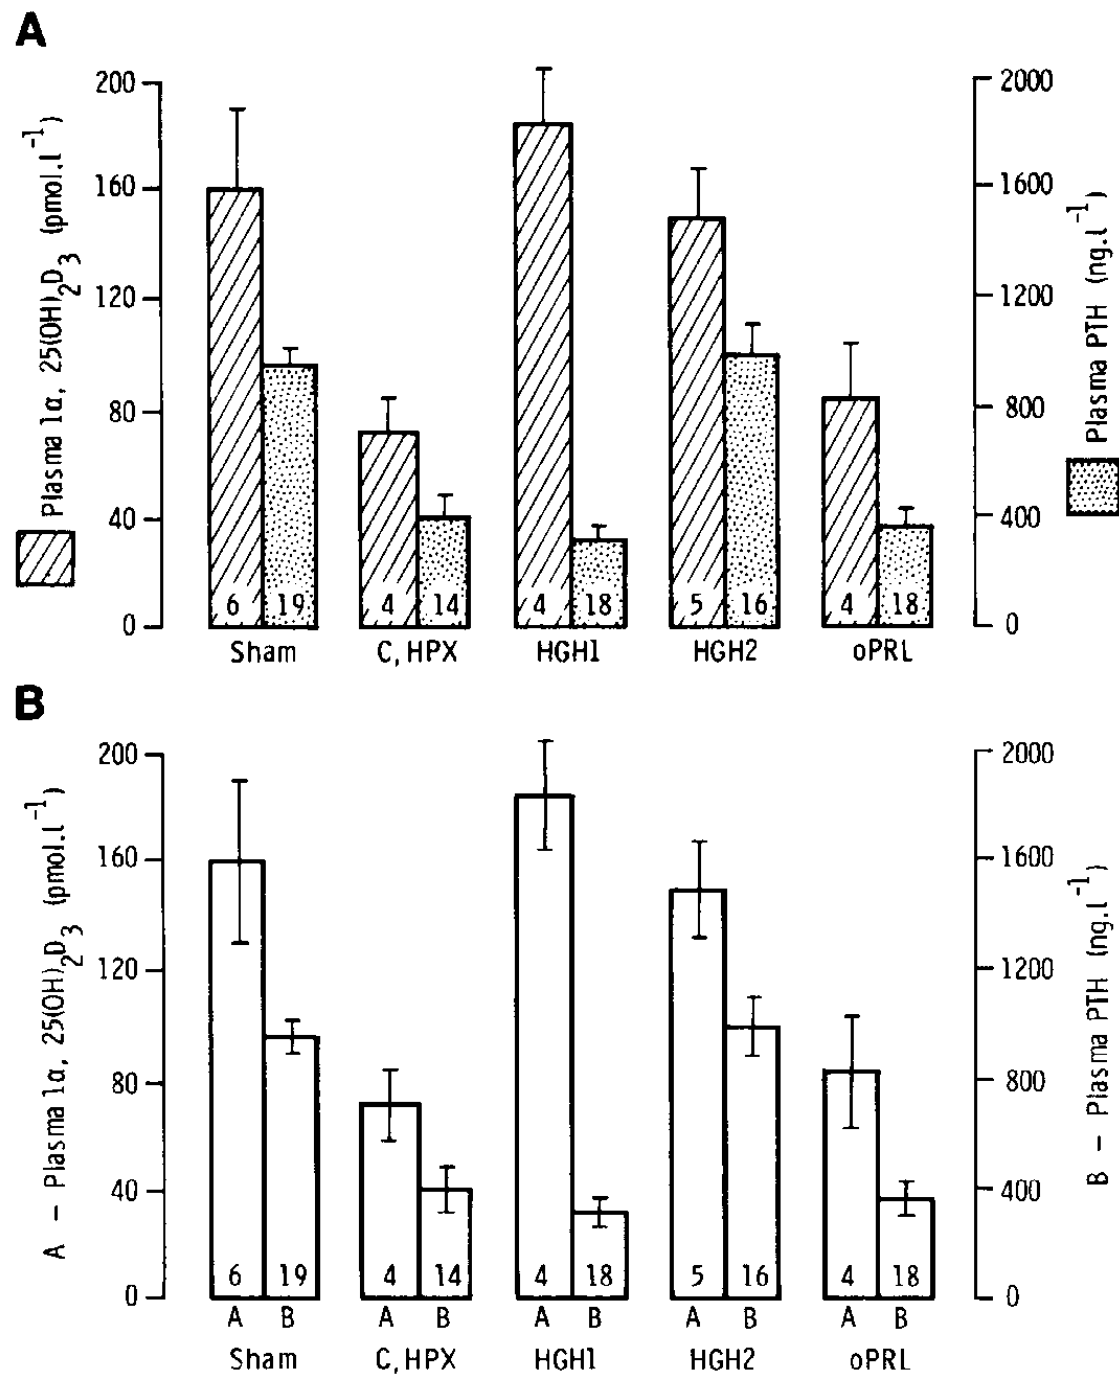 A
Plasma 1α, 25(OH)2D3 (pmol.l-1)
200
160
120
80
40
0
2000
1600
1200
800
400
0
Plasma PTH (ng.l-1)
6 19 4 14 4 18 5 16 4 18
Sham C, HPX HGH1 HGH2 oPRL
B
A – Plasma 1α, 25(OH)2D3 (pmol.l-1)
200
160
120
80
40
0
2000
1600
1200
800
400
0
B – Plasma PTH (ng.l-1)
6 19 4 14 4 18 5 16 4 18
A B A B A B A B A B
Sham C, HPX HGH1 HGH2 oPRL